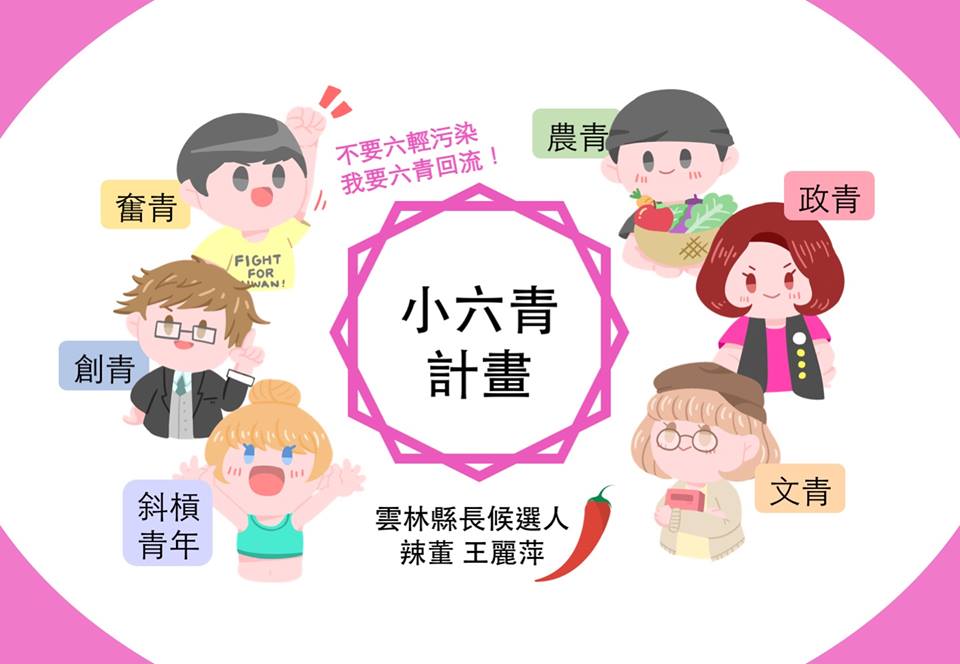 不要六輕污染
我要六青回流！
農青
政青
奮青
FIGHT
FOR
WAN!
創青
小六青
計畫
文青
斜槓
青年
雲林縣長候選人
辣董 王麗萍